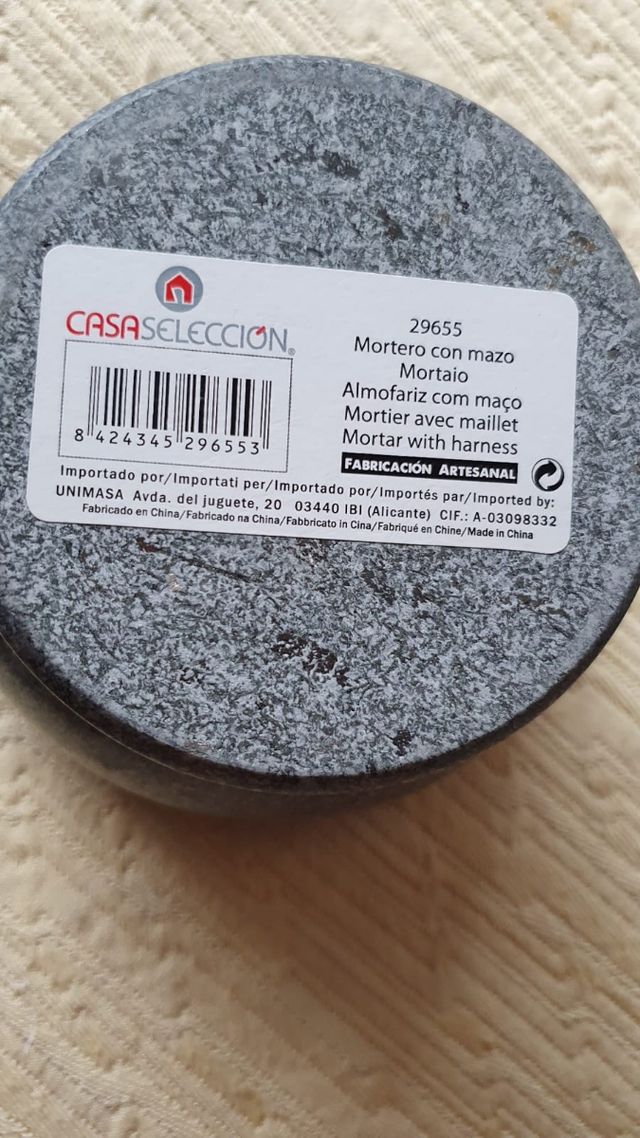 CASASELECCIÓN®
8 424345 296553
29655
Mortero con mazo
Mortaio
Almofariz com maço
Mortier avec maillet
Mortar with harness
FABRICACIÓN ARTESANAL
Importado por/Importati per/Importado por/Importés par/Imported by:
UNIMASA Avda. del juguete, 20 03440 IBI (Alicante) CIF.: A-03098332
Fabricado en China/Fabricado na China/Fabbricato in Cina/Fabriqué en Chine/Made in China